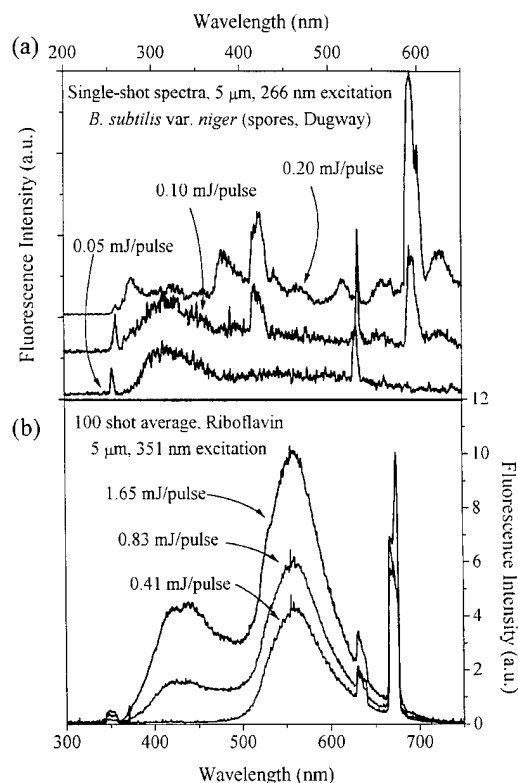 Wavelength (nm)
(a)
200 300 400 500 600
Single-shot spectra, 5 μm, 266 nm excitation
B. subtilis var. niger (spores, Dugway)
0.10 mJ/pulse
0.20 mJ/pulse
0.05 mJ/pulse
Fluorescence Intensity (a.u.)
12
(b)
100 shot average, Riboflavin
5 μm, 351 nm excitation
1.65 mJ/pulse
0.83 mJ/pulse
0.41 mJ/pulse
10
8
6
4
2
0
Fluorescence Intensity (a.u.)
300 400 500 600 700
Wavelength (nm)